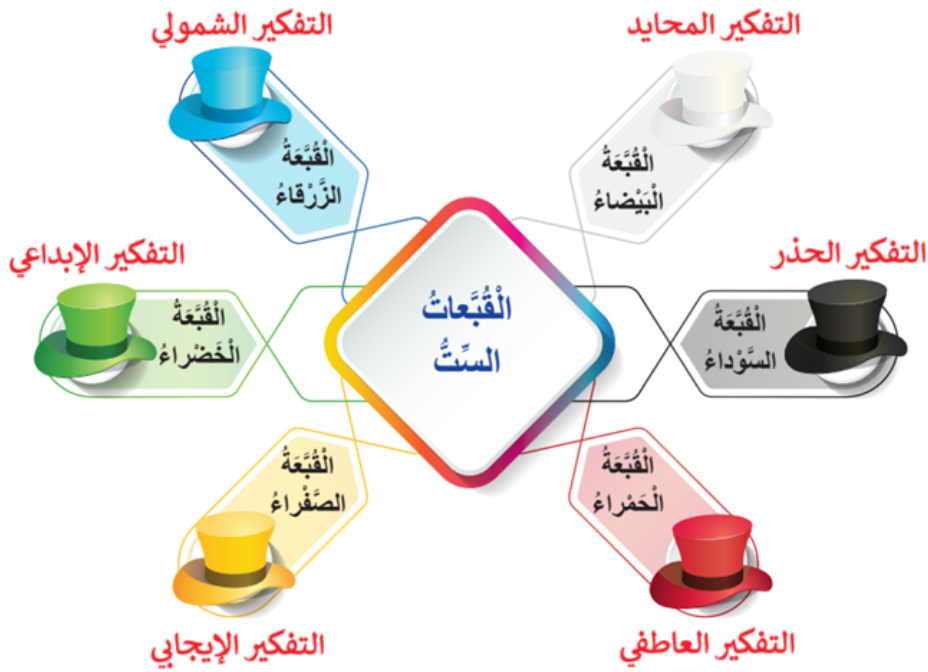 التفكير المحايد
الْقُبَّعَةُ
الْبَيْضاءُ
التفكير الشمولي
الْقُبَّعَةُ
الزَّرْقاءُ
التفكير الحذر
الْقُبَّعَةُ
السَّوْداءُ
الْقُبَّعاتُ
السِّتُّ
التفكير الإبداعي
الْقُبَّعَةُ
الْخَضْراءُ
الْقُبَّعَةُ
الْحَمْراءُ
التفكير العاطفي
الْقُبَّعَةُ
الصَّفْراءُ
التفكير الإيجابي